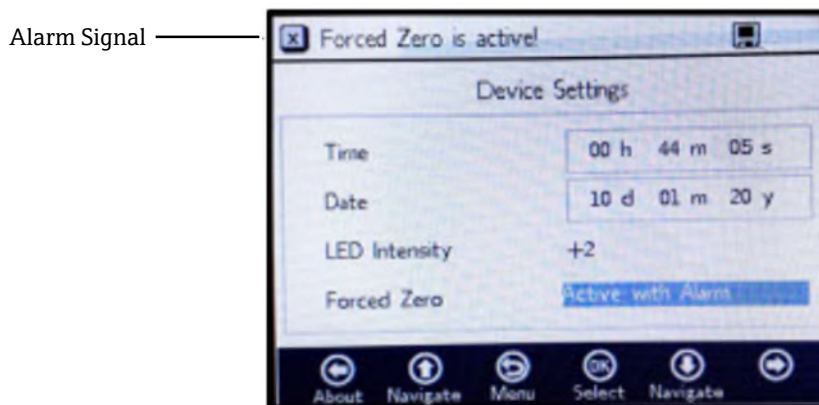 Alarm Signal
x Forced Zero is active!
Device Settings
Time 00 h 44 m 05 s
Date 10 d 01 m 20 y
LED Intensity +2
Forced Zero Active with Alarm
About Navigate Menu OK Select Navigate